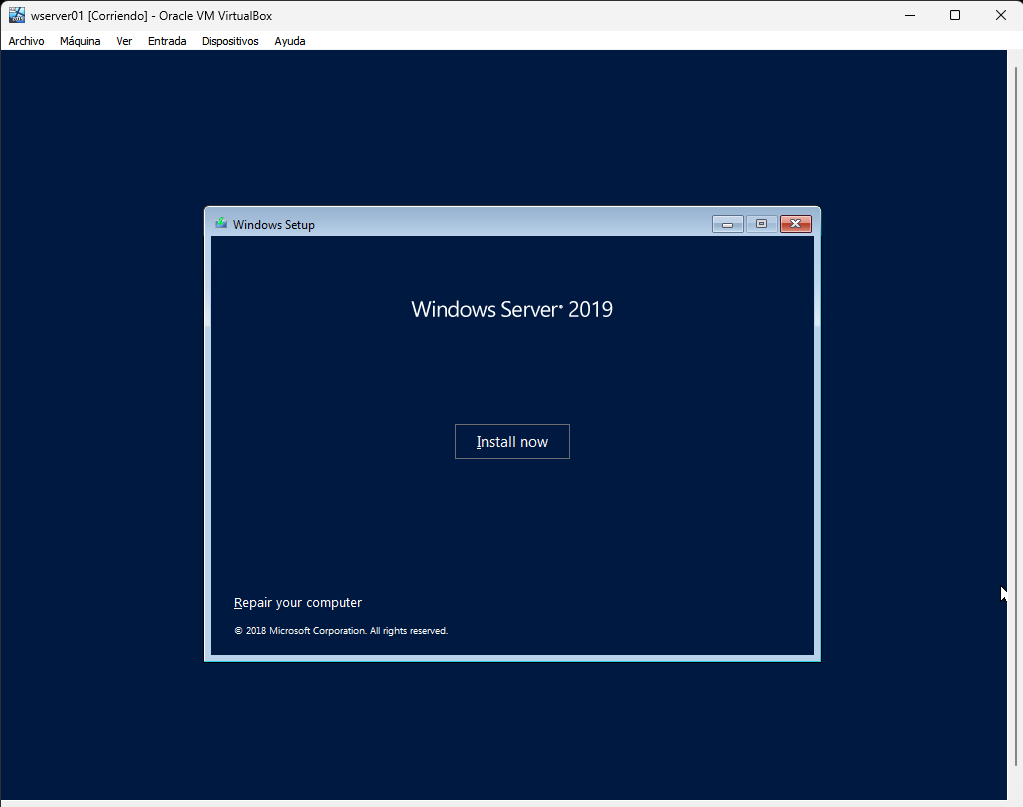 wserver01 [Corriendo] - Oracle VM VirtualBox
Archivo Máquina Ver Entrada Dispositivos Ayuda
Windows Setup
Windows Server® 2019
Install now
Repair your computer
© 2018 Microsoft Corporation. All rights reserved.